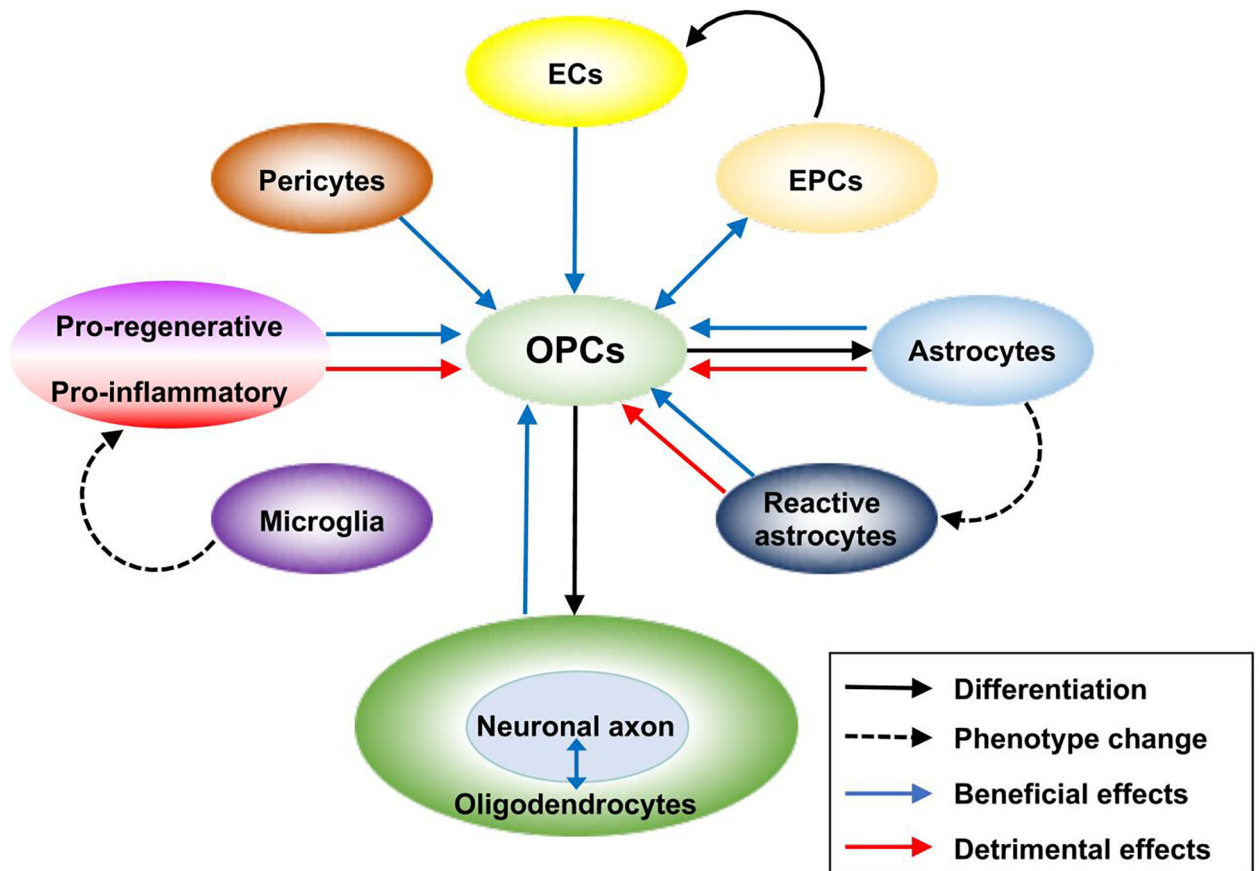 ECs
Pericytes
EPCs
Pro-regenerative
Pro-inflammatory
OPCs
Astrocytes
Microglia
Reactive
astrocytes
Neuronal axon
Oligodendrocytes
Differentiation
Phenotype change
Beneficial effects
Detrimental effects